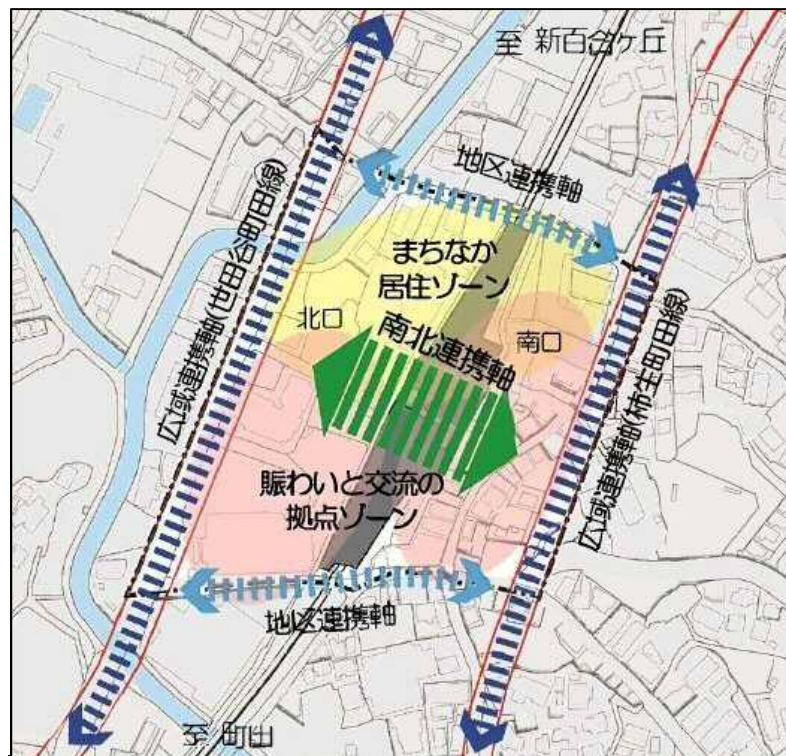 至 新百合ヶ丘
地区連携軸
広域連携軸(世田谷町田線)
まちなか
居住ゾーン
北口
南口
南北連携軸
広域連携軸(柿生町田線)
賑わいと交流の
拠点ゾーン
地区連携軸
至 町田